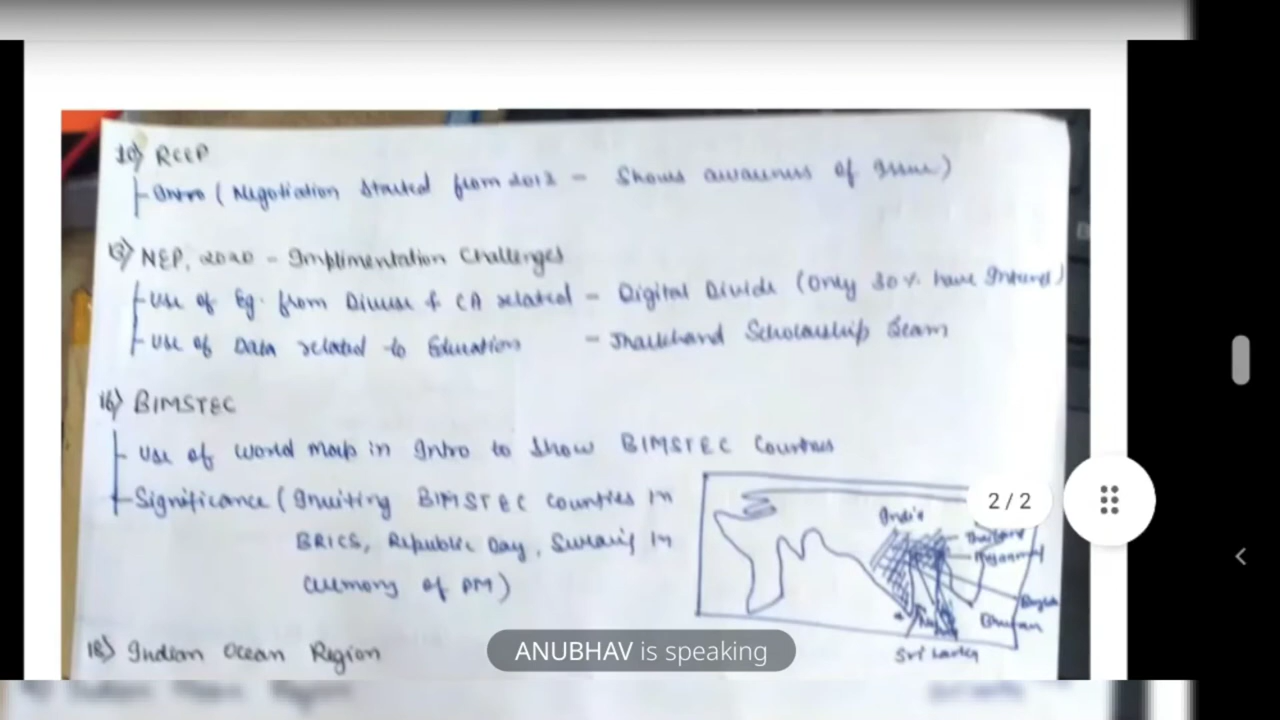 10) RCEP
Intro (Negotiation Started from 2012 - Shows awareness of issue)
13) NEP, 2020 - Implimentation Challenges
Use of Eg. from Diverse & CA related - Digital Divide (Only 30% have Internet)
Use of Data related to Education - Jharkhand Scholarship Scam
16) BIMSTEC
Use of World Map in Intro to Show BIMSTEC Countries
Significance (Inviting BIMSTEC Counties in
BRICS, Republic Day, Swearing in
Cermony of PM)
India
Thailand
Myanmar
Bhutan
Sri Lanka
18) Indian Ocean Region
2/2
ANUBHAV is speaking